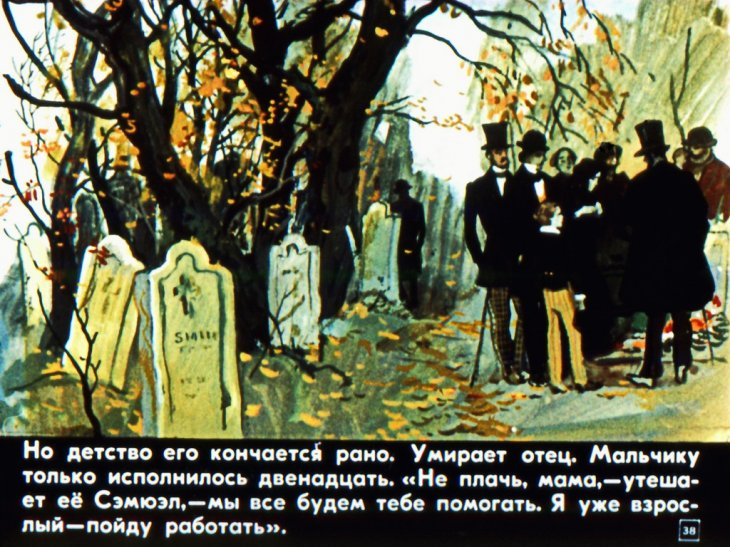 Но детство его кончается рано. Умирает отец. Мальчику
только исполнилось двенадцать. «Не плачь, мама,—утеша-
ет её Сэмюэл,—мы все будем тебе помогать. Я уже взрос-
лый—пойду работать».
38